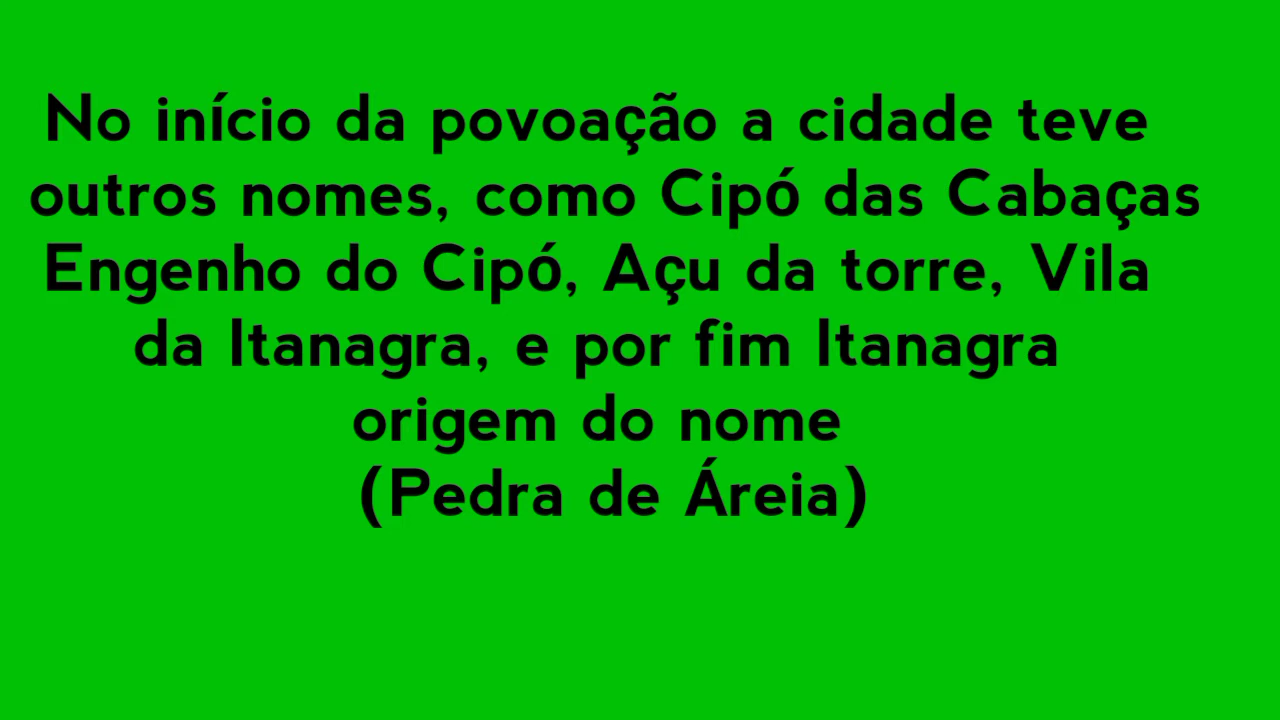 No início da povoação a cidade teve
outros nomes, como Cipó das Cabaças
Engenho do Cipó, Açu da torre, Vila
da Itanagra, e por fim Itanagra
origem do nome
(Pedra de Áreia)